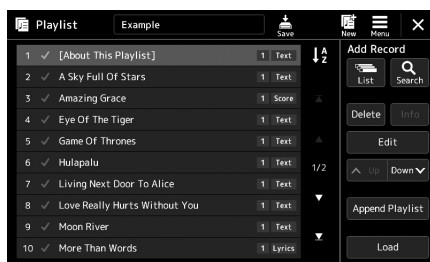 Playlist Example Save New Menu
Add Record
1 [About This Playlist] 1 Text
2 A Sky Full Of Stars 1 Text
3 Amazing Grace 1 Score
4 Eye Of The Tiger 1 Text
5 Game Of Thrones 1 Text
6 Hulapalu 1 Text
7 Living Next Door To Alice 1 Text
8 Love Really Hurts Without You 1 Text
9 Moon River 1 Text
10 More Than Words 1 Lyrics
A
Z
1/2
List Search
Delete Info
Edit
Up Down
Append Playlist
Load